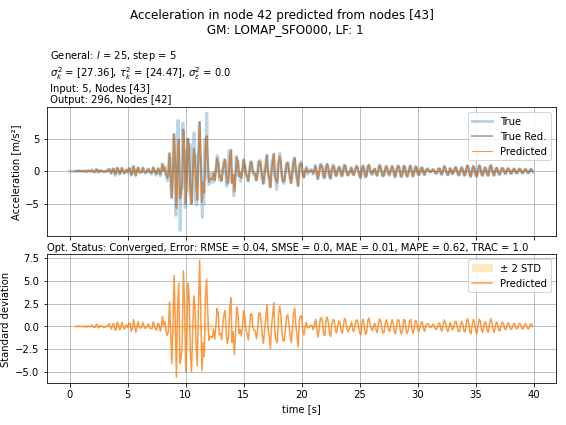 Acceleration in node 42 predicted from nodes [43]
GM: LOMAP_SFO000, LF: 1
General: l = 25, step = 5
σ²ₖ = [27.36], τ²ₖ = [24.47], σ²ₑ = 0.0
Input: 5, Nodes [43]
Output: 296, Nodes [42]
Acceleration [m/s²]
5
0
−5
True
True Red.
Predicted
Opt. Status: Converged, Error: RMSE = 0.04, SMSE = 0.0, MAE = 0.01, MAPE = 0.62, TRAC = 1.0
Standard deviation
7.5
5.0
2.5
0.0
−2.5
−5.0
± 2 STD
Predicted
0 5 10 15 20 25 30 35 40
time [s]